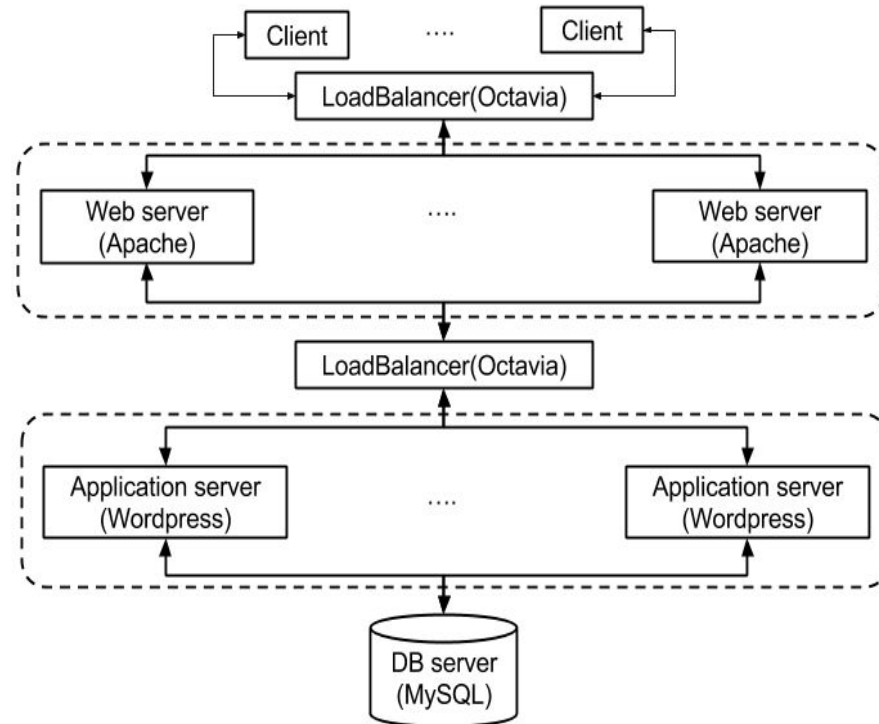 Client
....
Client
LoadBalancer(Octavia)
Web server
(Apache)
....
Web server
(Apache)
LoadBalancer(Octavia)
Application server
(Wordpress)
....
Application server
(Wordpress)
DB server
(MySQL)